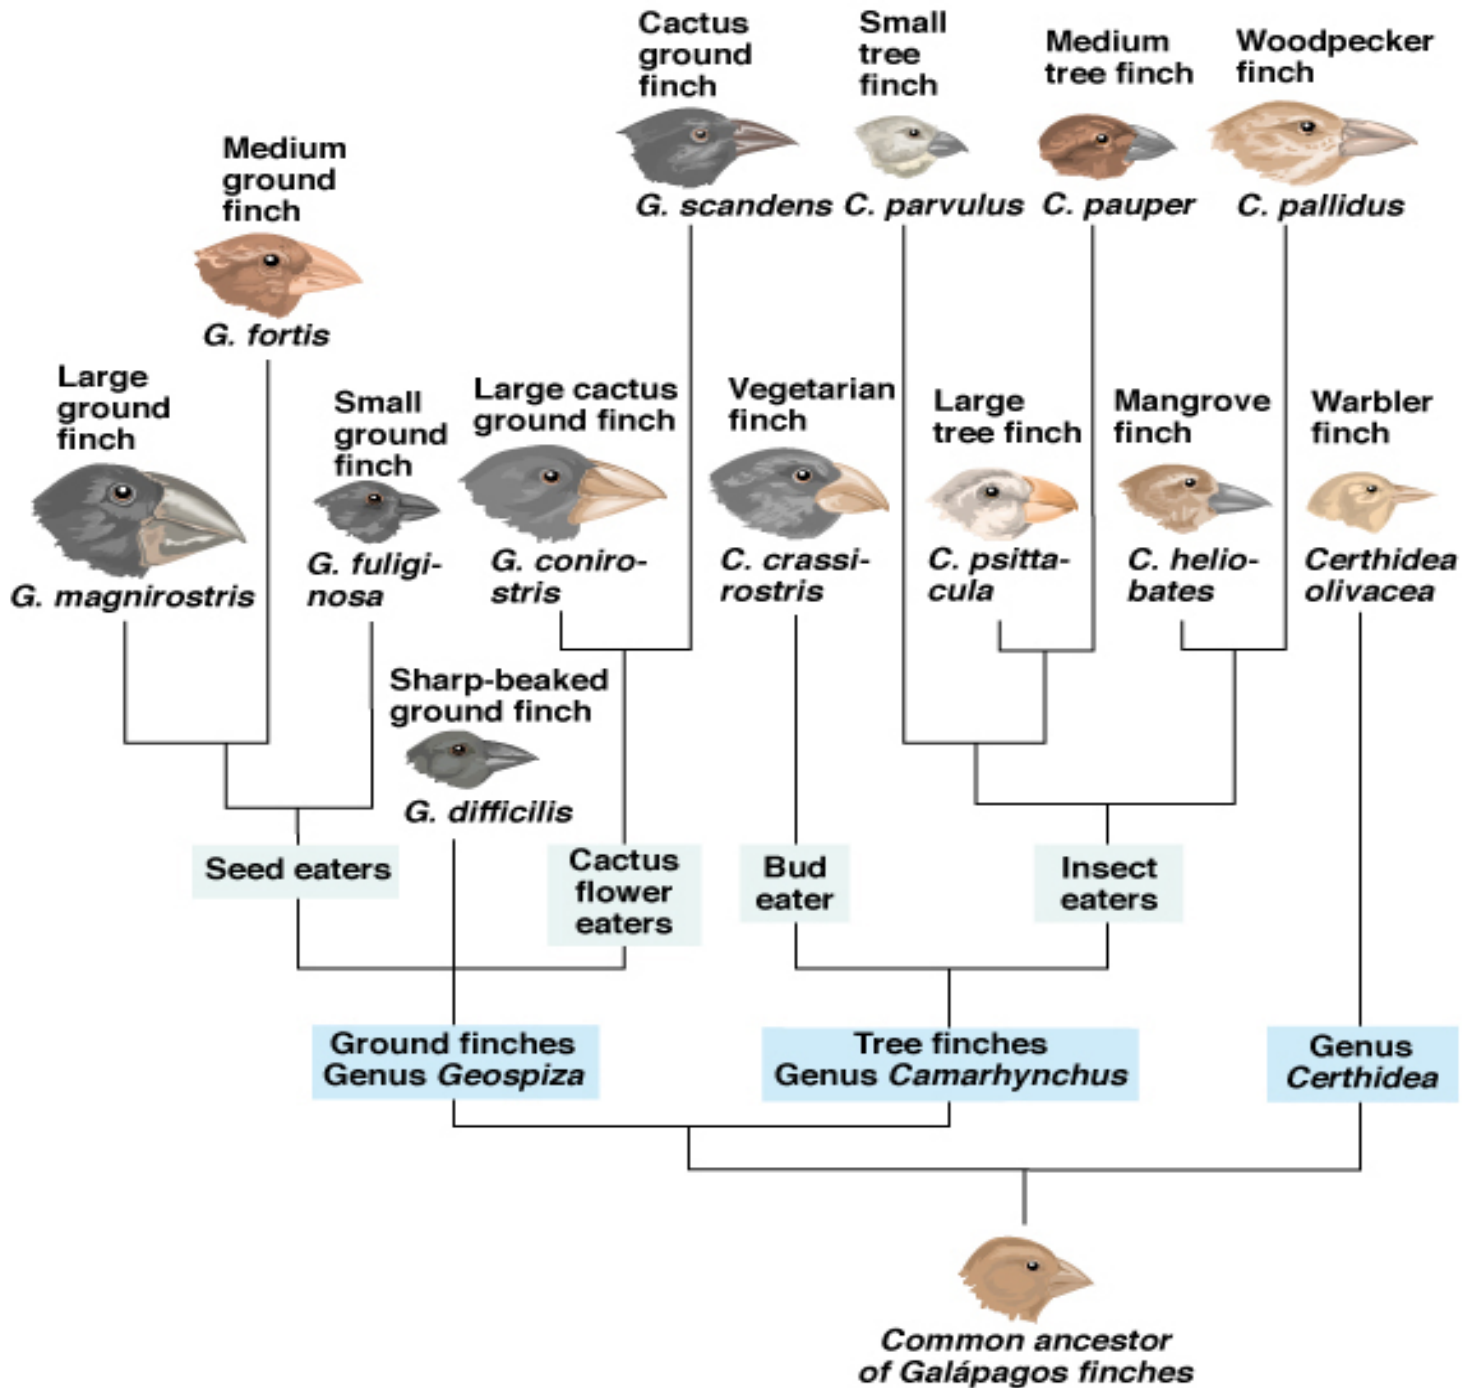 Cactus
ground
finch
G. scandens
Small
tree
finch
C. parvulus
Medium
tree finch
C. pauper
Woodpecker
finch
C. pallidus
Medium
ground
finch
G. fortis
Large
ground
finch
G. magnirostris
Small
ground
finch
G. fuligi-
nosa
Large cactus
ground finch
G. coniro-
stris
Vegetarian
finch
C. crassi-
rostris
Large
tree finch
C. psitta-
cula
Mangrove
finch
C. helio-
bates
Warbler
finch
Certhidea
olivacea
Sharp-beaked
ground finch
G. difficilis
Seed eaters
Cactus
flower
eaters
Bud
eater
Insect
eaters
Ground finches
Genus Geospiza
Tree finches
Genus Camarhynchus
Genus
Certhidea
Common ancestor
of Galápagos finches